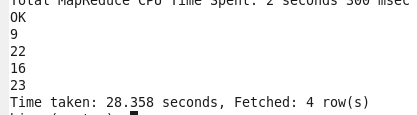 Total MapReduce CPU Time Spent: 2 seconds 300 msec
OK
9
22
16
23
Time taken: 28.358 seconds, Fetched: 4 row(s)